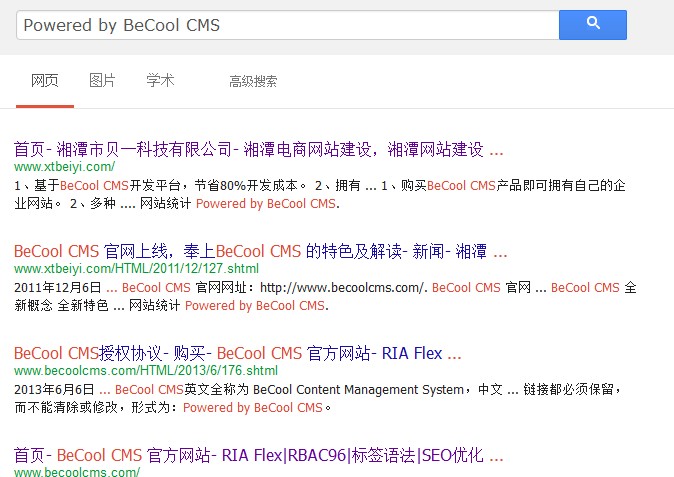 Powered by BeCool CMS
网页 图片 学术 高级搜索
首页- 湘潭市贝一科技有限公司- 湘潭电商网站建设，湘潭网站建设 ...
www.xtbeiyi.com/
1、基于BeCool CMS开发平台，节省80%开发成本。 2、拥有 ... 1、购买BeCool CMS产品即可拥有自己的企
业网站。 2、多种 .... 网站统计 Powered by BeCool CMS.
BeCool CMS 官网上线，奉上BeCool CMS 的特色及解读- 新闻- 湘潭 ...
www.xtbeiyi.com/HTML/2011/12/127.shtml
2011年12月6日 ... BeCool CMS 官网网址：http://www.becoolcms.com/. BeCool CMS 官网 ... BeCool CMS 全
新概念 全新特色 ... 网站统计 Powered by BeCool CMS.
BeCool CMS授权协议- 购买- BeCool CMS 官方网站- RIA Flex ...
www.becoolcms.com/HTML/2013/6/176.shtml
2013年6月6日 ... BeCool CMS英文全称为 BeCool Content Management System，中文 ... 链接都必须保留，
而不能清除或修改，形式为：Powered by BeCool CMS。
首页- BeCool CMS 官方网站- RIA Flex|RBAC96|标签语法|SEO优化 ...
www.becoolcms.com/